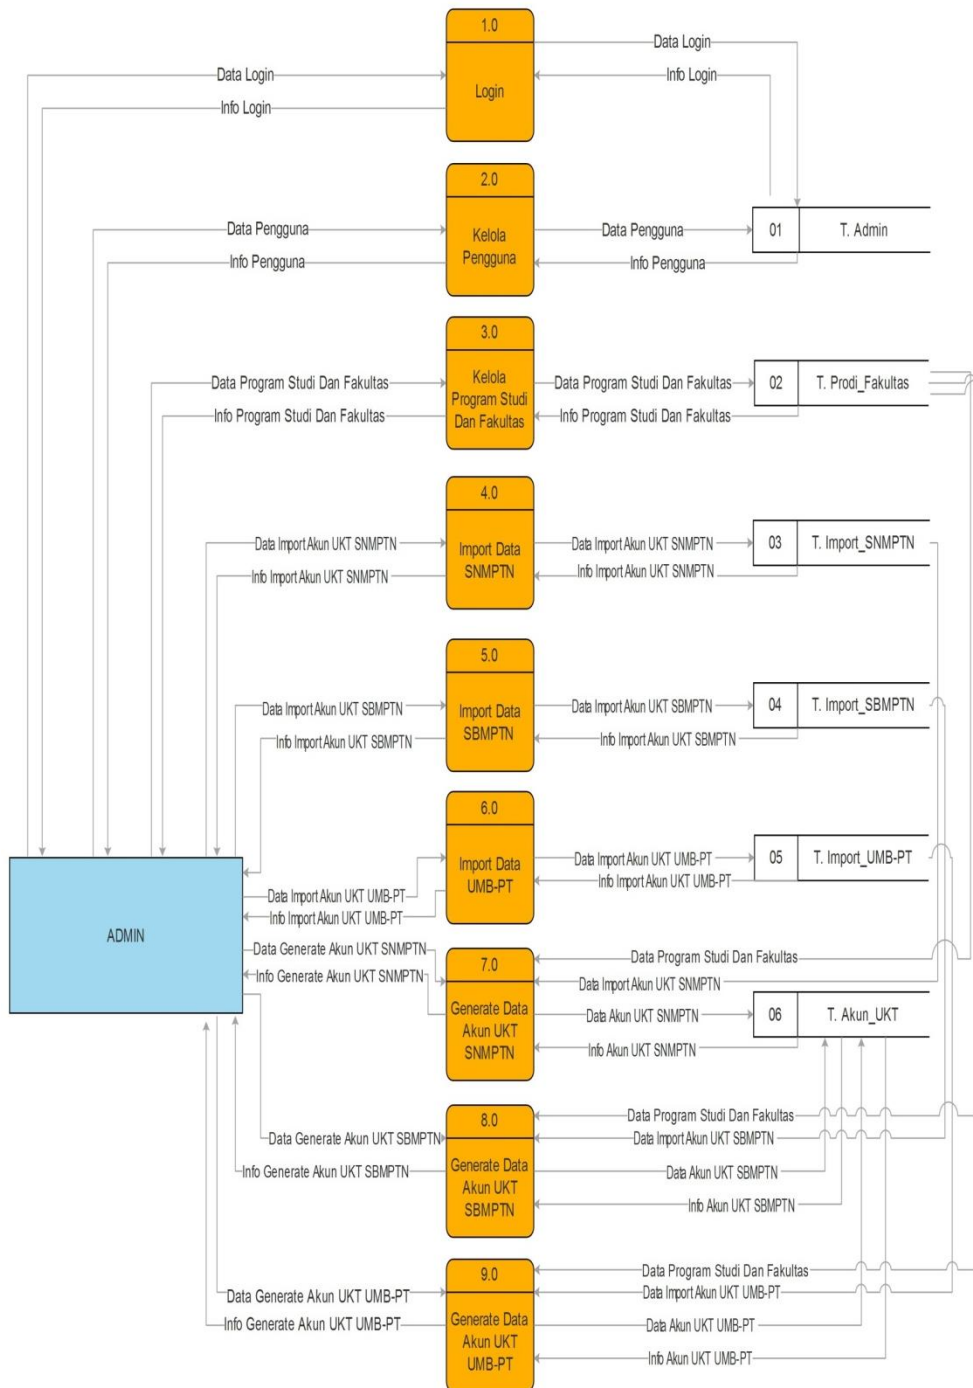 1.0
Data Login
Data Login
Info Login
Login
Info Login
2.0
Data Pengguna
Kelola
Pengguna
Data Pengguna
01
T. Admin
Info Pengguna
Info Pengguna
3.0
Data Program Studi Dan Fakultas
Kelola
Program Studi
Dan Fakultas
Data Program Studi Dan Fakultas
02
T. Prodi_Fakultas
Info Program Studi Dan Fakultas
Info Program Studi Dan Fakultas
4.0
Data Import Akun UKT SNMPTN
Import Data
SNMPTN
Data Import Akun UKT SNMPTN
03
T. Import_SNMPTN
Info Import Akun UKT SNMPTN
Info Import Akun UKT SNMPTN
5.0
Data Import Akun UKT SBMPTN
Import Data
SBMPTN
Data Import Akun UKT SBMPTN
04
T. Import_SBMPTN
Info Import Akun UKT SBMPTN
Info Import Akun UKT SBMPTN
6.0
Import Data
UMB-PT
Data Import Akun UKT UMB-PT
05
T. Import_UMB-PT
Info Import Akun UKT UMB-PT
Data Import Akun UKT UMB-PT
Info Import Akun UKT UMB-PT
ADMIN
Data Generate Akun UKT SNMPTN
Info Generate Akun UKT SNMPTN
7.0
Generate Data
Akun UKT
SNMPTN
Data Program Studi Dan Fakultas
Data Import Akun UKT SNMPTN
Data Akun UKT SNMPTN
06
T. Akun_UKT
Info Akun UKT SNMPTN
8.0
Data Program Studi Dan Fakultas
Data Generate Akun UKT SBMPTN
Data Import Akun UKT SBMPTN
Info Generate Akun UKT SBMPTN
Generate Data
Akun UKT
SBMPTN
Data Akun UKT SBMPTN
Info Akun UKT SBMPTN
9.0
Data Program Studi Dan Fakultas
Data Generate Akun UKT UMB-PT
Data Import Akun UKT UMB-PT
Info Generate Akun UKT UMB-PT
Generate Data
Akun UKT
UMB-PT
Data Akun UKT UMB-PT
Info Akun UKT UMB-PT